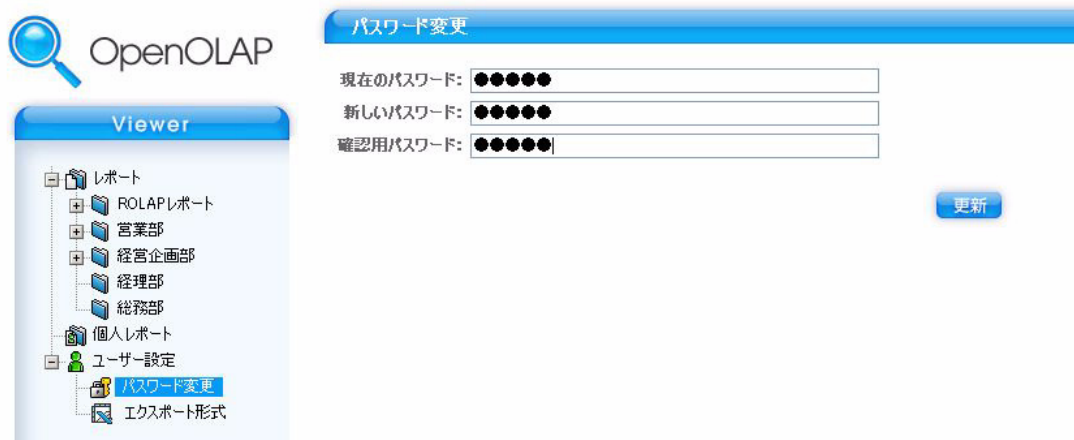 OpenOLAP
Viewer
レポート
ROLAPレポート
営業部
経営企画部
経理部
総務部
個人レポート
ユーザー設定
パスワード変更
エクスポート形式
パスワード変更
現在のパスワード: ●●●●●
新しいパスワード: ●●●●●
確認用パスワード: ●●●●●
更新